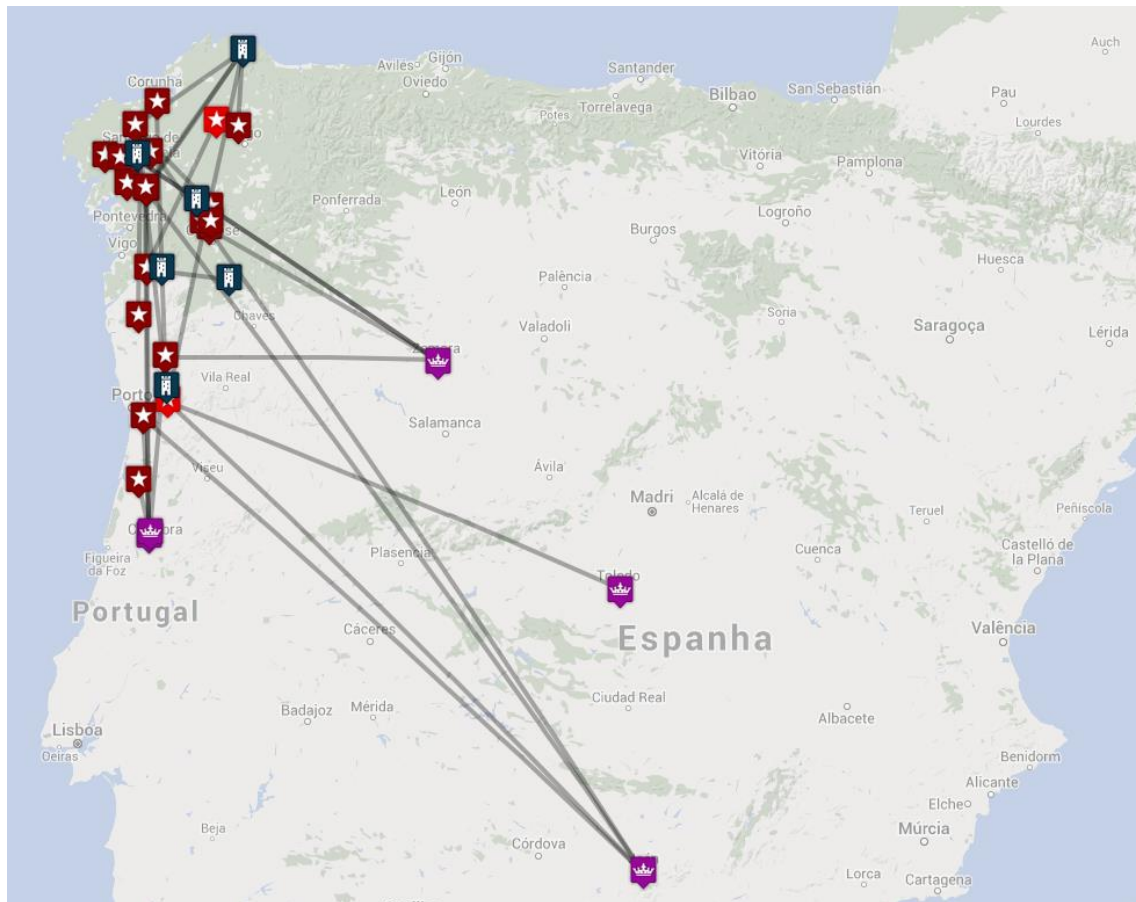 Auch
Gijón
Aviles
Oviedo
Santander
Corunha
San Sebastián
Bilbao
Pau
Torrelavega
Potes
Lourdes
Vitória
Pamplona
León
Ponferrada
Logroño
Pontevedra
Burgos
Vigo
Huesca
Palência
Sória
Chaves
Valadoli
Saragoça
Lérida
Zamora
Vila Real
Porto
Salamanca
Viseu
Ávila
Madri
Alcalá de
Henares
Peñíscola
Teruel
Coimbra
Castelló de
la Plana
Cuenca
Plasencia
Figueira
da Foz
Toledo
Portugal
Cáceres
Espanha
Valência
Ciudad Real
Mérida
Badajoz
Albacete
Lisboa
Oeiras
Benidorm
Alicante
Elche
Beja
Múrcia
Córdova
Lorca
Cartagena